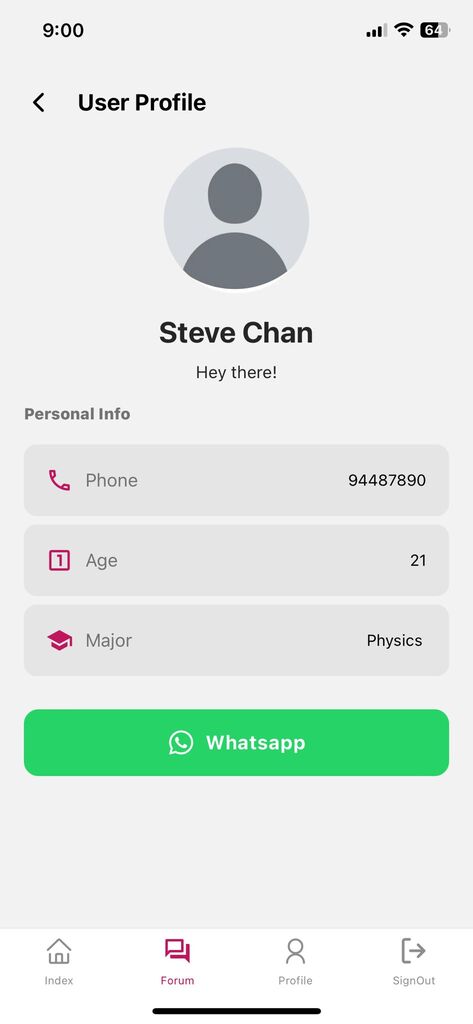 9:00
64
User Profile
Steve Chan
Hey there!
Personal Info
Phone 94487890
1 Age 21
Major Physics
Whatsapp
Index Forum Profile SignOut